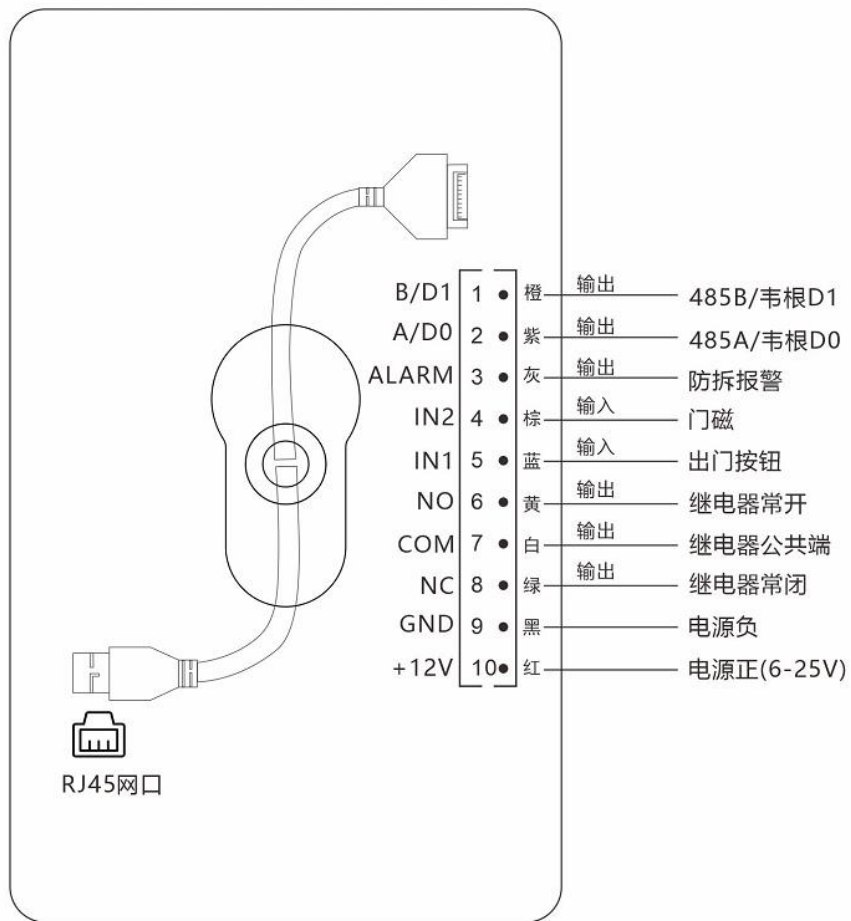 B/D1 1 橙 输出 485B/韦根D1
A/D0 2 紫 输出 485A/韦根D0
ALARM 3 灰 输出 防拆报警
IN2 4 棕 输入 门磁
IN1 5 蓝 输入 出门按钮
NO 6 黄 输出 继电器常开
COM 7 白 输出 继电器公共端
NC 8 绿 输出 继电器常闭
GND 9 黑 电源负
+12V 10 红 电源正(6-25V)
RJ45网口